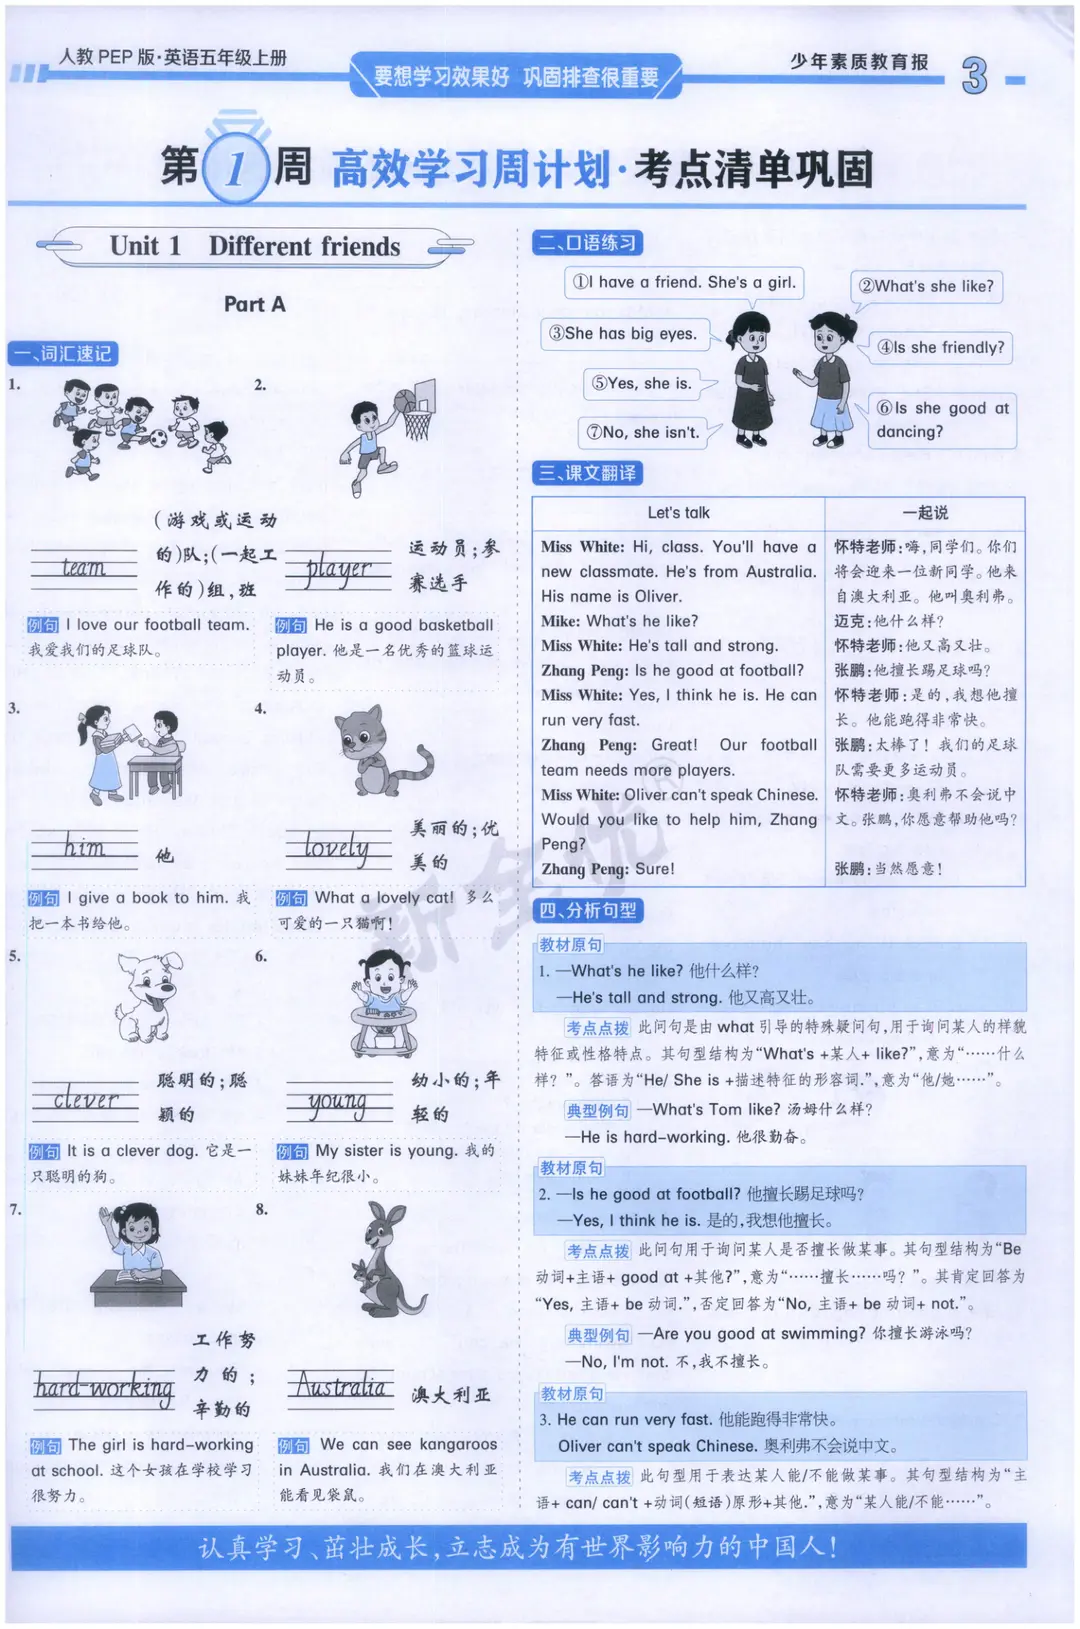 人教 PEP 版·英语五年级上册
要想学习效果好 巩固排查很重要
少年素质教育报
3
第1周 高效学习周计划·考点清单巩固
Unit 1 Different friends
Part A
一、词汇速记
1.
team
(游戏或运动
的)队;(一起工
作的)组,班
例句 I love our football team.
我爱我们的足球队。
2.
player
运动员;参
赛选手
例句 He is a good basketball
player. 他是一名优秀的篮球运
动员。
3.
him
他
例句 I give a book to him. 我
把一本书给他。
4.
lovely
美丽的;优
美的
例句 What a lovely cat! 多么
可爱的一只猫啊!
5.
clever
聪明的;聪
颖的
例句 It is a clever dog. 它是一
只聪明的狗。
6.
young
幼小的;年
轻的
例句 My sister is young. 我的
妹妹年纪很小。
7.
hard-working
工作努
力的;
辛勤的
例句 The girl is hard-working
at school. 这个女孩在学校学习
很努力。
8.
Australia
澳大利亚
例句 We can see kangaroos
in Australia. 我们在澳大利亚
能看见袋鼠。
二、口语练习
①I have a friend. She's a girl.
②What's she like?
③She has big eyes.
④Is she friendly?
⑤Yes, she is.
⑥Is she good at
dancing?
⑦No, she isn't.
三、课文翻译
Let's talk
Miss White: Hi, class. You'll have a
new classmate. He's from Australia.
His name is Oliver.
Mike: What's he like?
Miss White: He's tall and strong.
Zhang Peng: Is he good at football?
Miss White: Yes, I think he is. He can
run very fast.
Zhang Peng: Great! Our football
team needs more players.
Miss White: Oliver can't speak Chinese.
Would you like to help him, Zhang
Peng?
Zhang Peng: Sure!
一起说
怀特老师:嗨,同学们。你们
将会迎来一位新同学。他来
自澳大利亚。他叫奥利弗。
迈克:他什么样?
怀特老师:他又高又壮。
张鹏:他擅长踢足球吗?
怀特老师:是的,我想他擅
长。他能跑得非常快。
张鹏:太棒了!我们的足球
队需要更多运动员。
怀特老师:奥利弗不会说中
文。张鹏,你愿意帮助他吗?
张鹏:当然愿意!
四、分析句型
教材原句
1. —What's he like? 他什么样?
—He's tall and strong. 他又高又壮。
考点点拨 此问句是由 what 引导的特殊疑问句,用于询问某人的样貌
特征或性格特点。其句型结构为“What's +某人+ like?”,意为“……什么
样?”。答语为“He/ She is +描述特征的形容词.”,意为“他/她……”。
典型例句 —What's Tom like? 汤姆什么样?
—He is hard-working. 他很勤奋。
教材原句
2. —Is he good at football? 他擅长踢足球吗?
—Yes, I think he is. 是的,我想他擅长。
考点点拨 此问句用于询问某人是否擅长做某事。其句型结构为“Be
动词+主语+ good at +其他?”,意为“……擅长……吗?”。其肯定回答为
“Yes, 主语+ be 动词.”,否定回答为“No, 主语+ be 动词+ not.”。
典型例句 —Are you good at swimming? 你擅长游泳吗?
—No, I'm not. 不,我不擅长。
教材原句
3. He can run very fast. 他能跑得非常快。
Oliver can't speak Chinese. 奥利弗不会说中文。
考点点拨 此句型用于表达某人能/不能做某事。其句型结构为“主
语+ can/ can't +动词(短语)原形+其他.”,意为“某人能/不能……”。
认真学习、茁壮成长,立志成为有世界影响力的中国人!